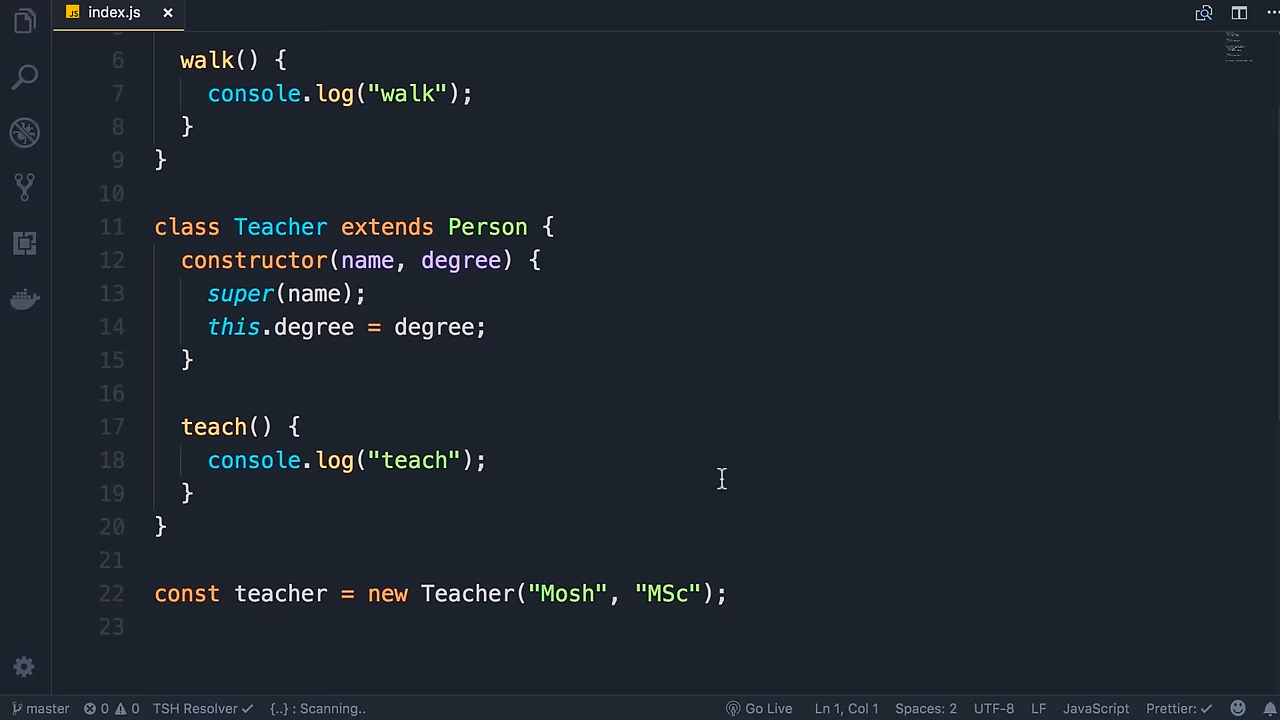 JS index.js ×
6 walk() {
7 console.log("walk");
8 }
9 }
10
11 class Teacher extends Person {
12 constructor(name, degree) {
13 super(name);
14 this.degree = degree;
15 }
16
17 teach() {
18 console.log("teach");
19 }
20 }
21
22 const teacher = new Teacher("Mosh", "MSc");
23
master 0 0 TSH Resolver {..} : Scanning.. Go Live Ln 1, Col 1 Spaces: 2 UTF-8 LF JavaScript Prettier: